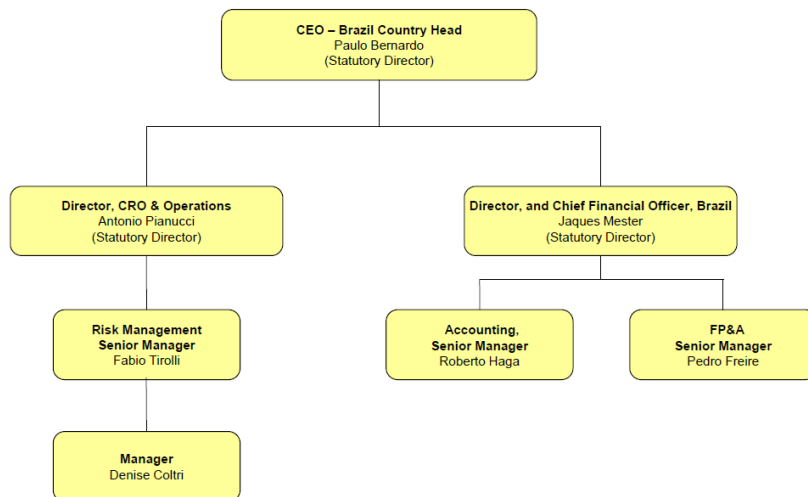 CEO – Brazil Country Head
Paulo Bernardo
(Statutory Director)
Director, CRO & Operations
Antonio Pianucci
(Statutory Director)
Director, and Chief Financial Officer, Brazil
Jaques Mester
(Statutory Director)
Risk Management
Senior Manager
Fabio Tirolli
Accounting,
Senior Manager
Roberto Haga
FP&A
Senior Manager
Pedro Freire
Manager
Denise Coltri